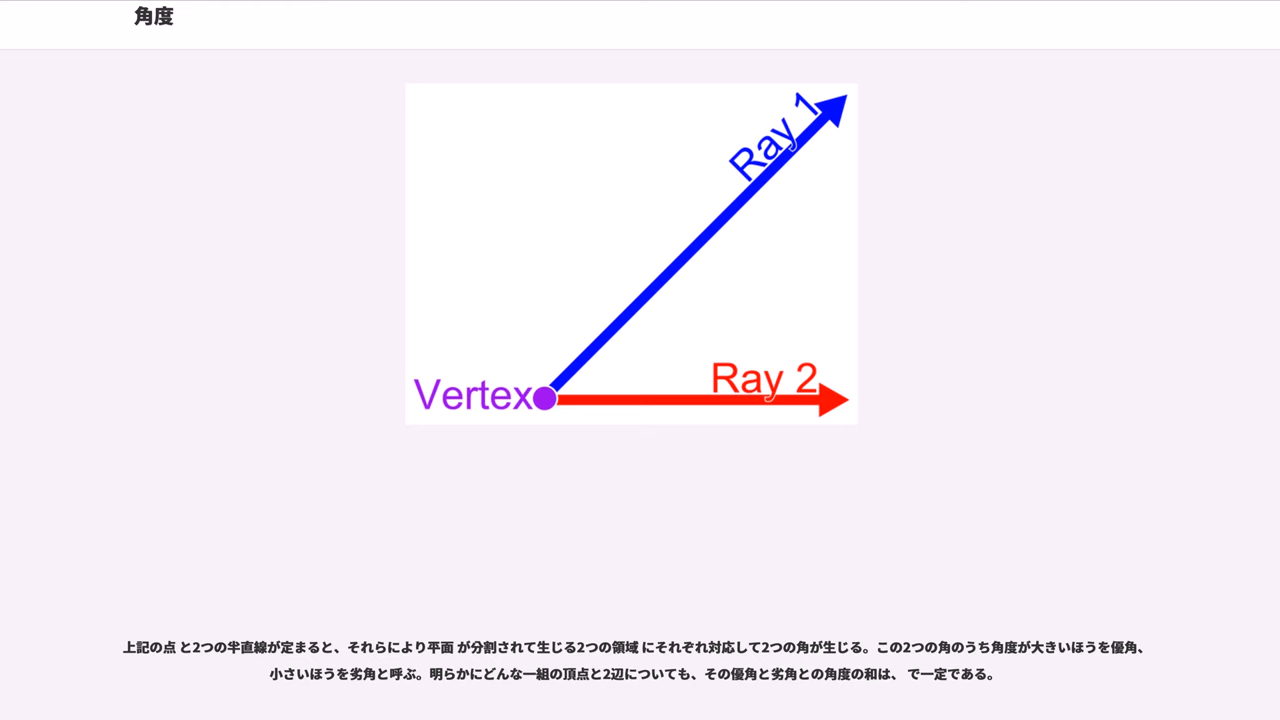 角度
Ray 1
Ray 2
Vertex
上記の点 と2つの半直線が定まると、それらにより平面 が分割されて生じる2つの領域 にそれぞれ対応して2つの角が生じる。この2つの角のうち角度が大きいほうを優角、
小さいほうを劣角と呼ぶ。明らかにどんな一組の頂点と2辺についても、その優角と劣角との角度の和は、 で一定である。